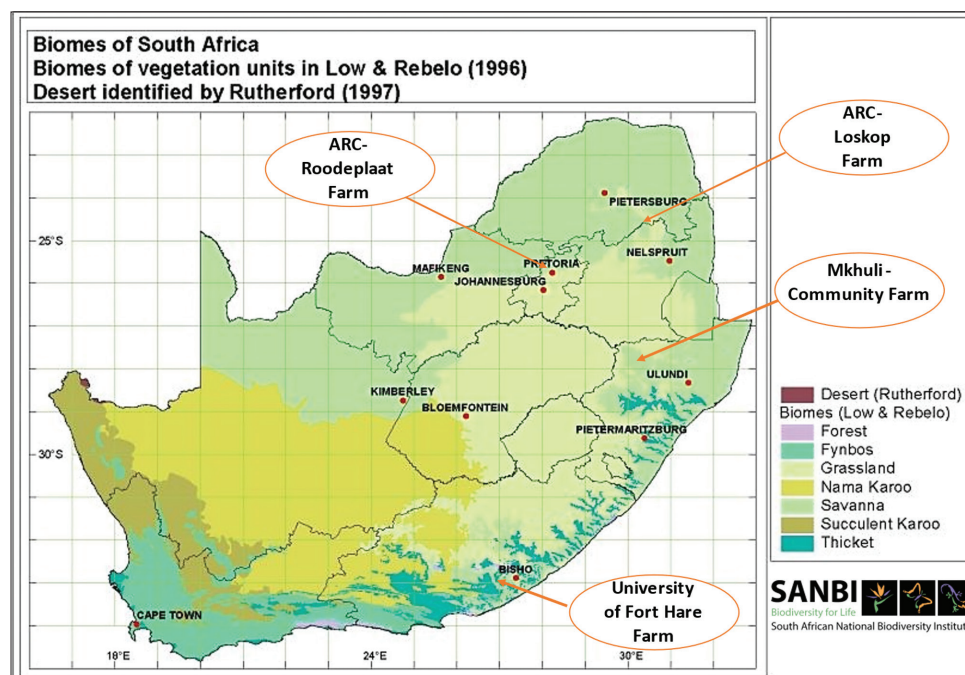 Biomes of South Africa
Biomes of vegetation units in Low & Rebelo (1996)
Desert identified by Rutherford (1997)
ARC-
Roodeplaat
Farm
ARC-
Loskop
Farm
Mkhuli -
Community Farm
University
of Fort Hare
Farm
25°S
30°S
18°E
24°E
30°E
PIETERSBURG
NELSPRUIT
PRETORIA
MAFIKENG
JOHANNESBURG
ULUNDI
KIMBERLEY
BLOEMFONTEIN
PIETERMARITZBURG
BISHO
CAPE TOWN
Desert (Rutherford)
Biomes (Low & Rebelo)
Forest
Fynbos
Grassland
Nama Karoo
Savanna
Succulent Karoo
Thicket
SANBI
Biodiversity for Life
South African National Biodiversity Institut